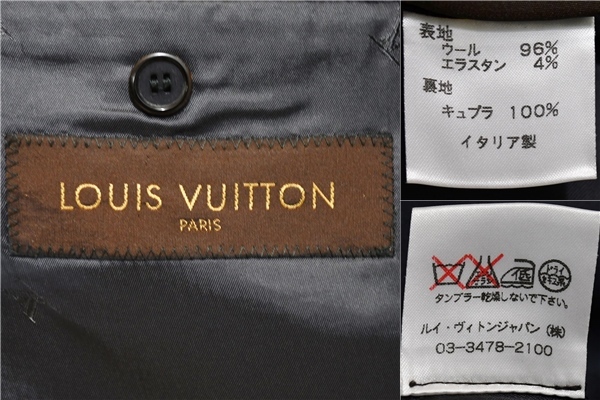 LOUIS VUITTON
PARIS
表地
ウール 96%
エラスタン 4%
裏地
キュプラ 100%
イタリア製
タンブラー乾燥しないで下さい。
ルイ・ヴィトンジャパン(株)
03-3478-2100